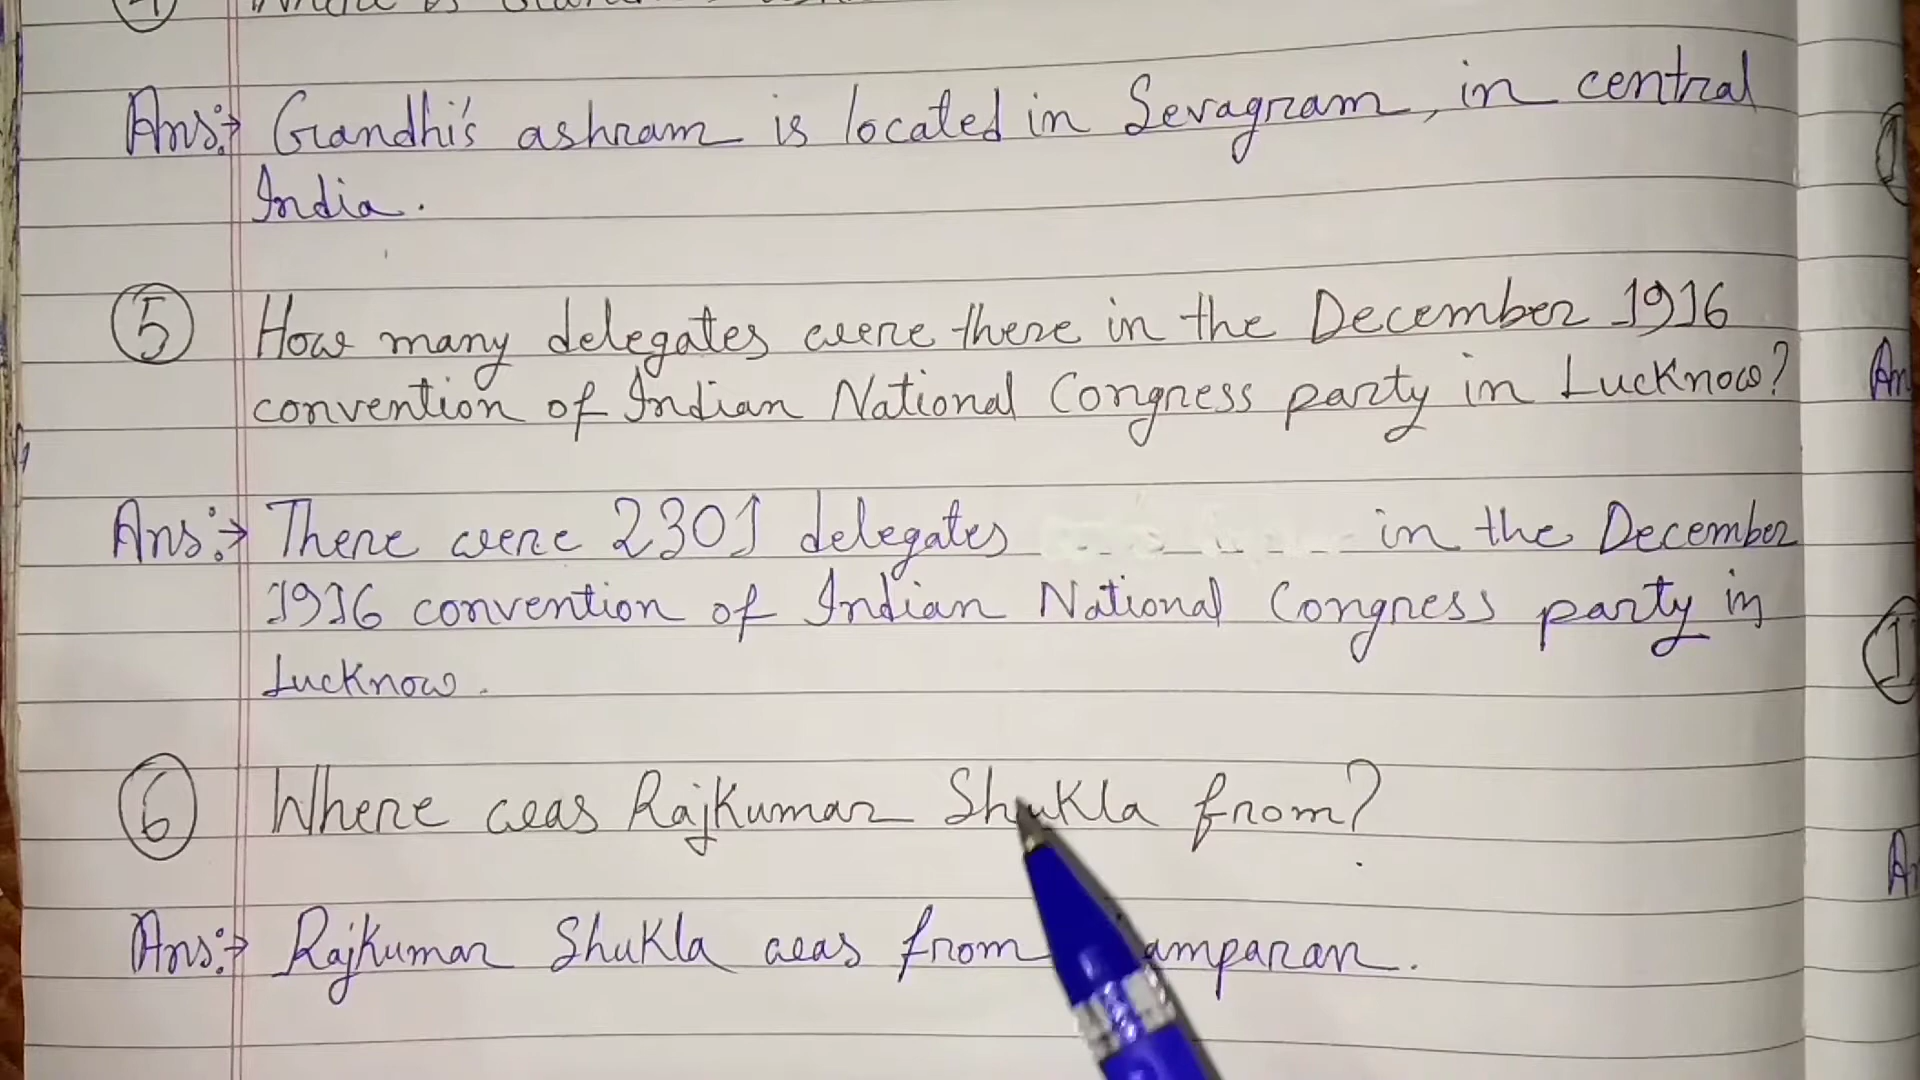 Ans:→ Gandhi's ashram is located in Sevagram, in central
India.
5 How many delegates were there in the December 1916
convention of Indian National Congress party in Lucknow?
Ans:→ There were 2301 delegates in the December
1916 convention of Indian National Congress party in
Lucknow.
6 Where was Rajkumar Shukla from?
Ans:→ Rajkumar Shukla was from amparan.